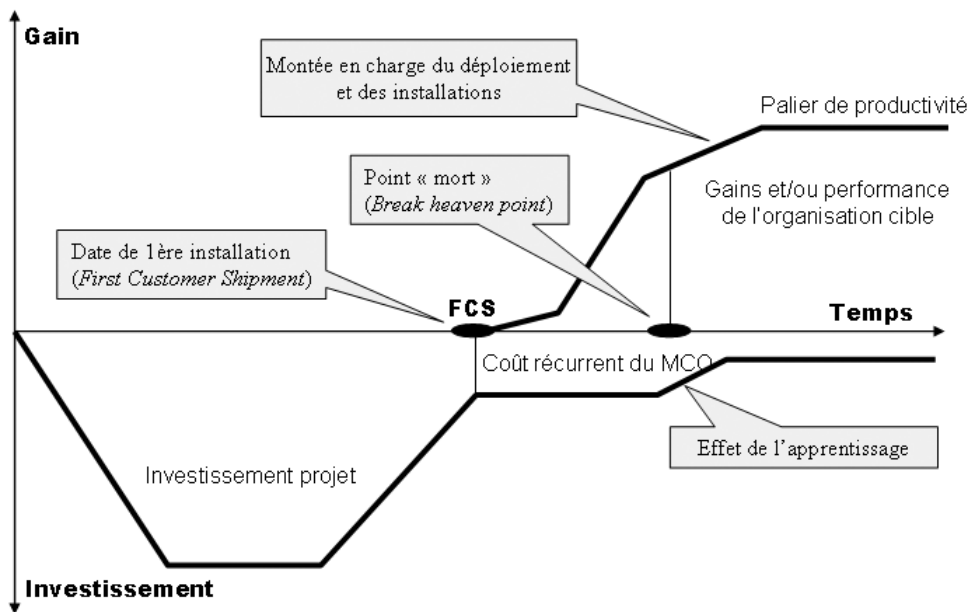 Gain
Montée en charge du déploiement
et des installations
Palier de productivité
Point « mort »
(Break heaven point)
Gains et/ou performance
de l'organisation cible
Date de 1ère installation
(First Customer Shipment)
FCS
Temps
Coût récurrent du MCO
Effet de l’apprentissage
Investissement projet
Investissement